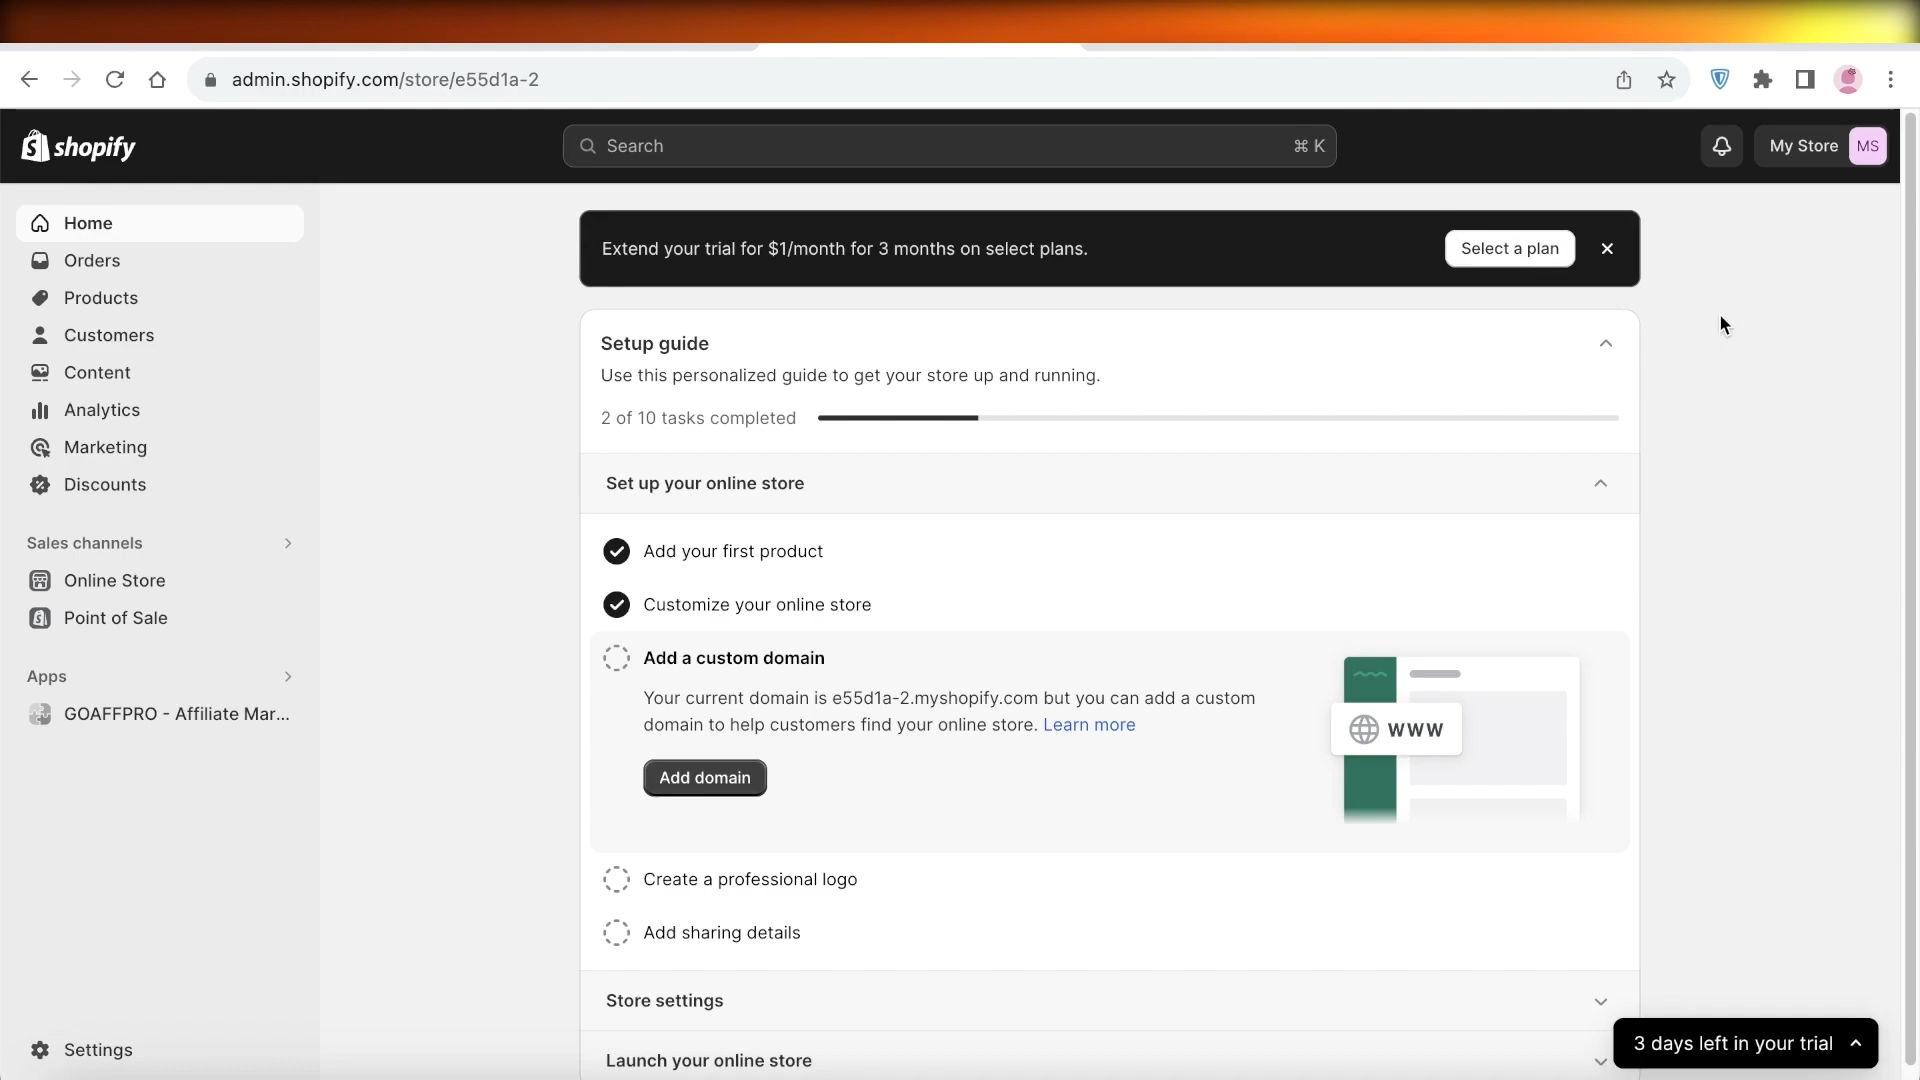 admin.shopify.com/store/e55d1a-2
shopify
Search
⌘ K
My Store
MS
Home
Orders
Products
Customers
Content
Analytics
Marketing
Discounts
Sales channels
Online Store
Point of Sale
Apps
GOAFFPRO - Affiliate Mar...
Settings
Extend your trial for $1/month for 3 months on select plans.
Select a plan
Setup guide
Use this personalized guide to get your store up and running.
2 of 10 tasks completed
Set up your online store
Add your first product
Customize your online store
Add a custom domain
Your current domain is e55d1a-2.myshopify.com but you can add a custom
domain to help customers find your online store. Learn more
Add domain
www
Create a professional logo
Add sharing details
Store settings
Launch your online store
3 days left in your trial